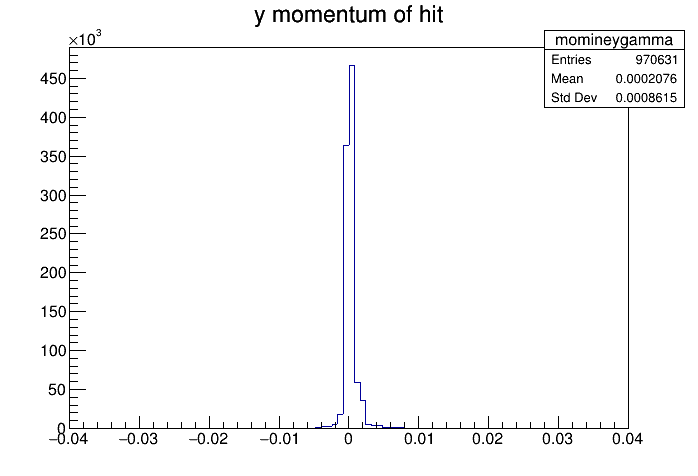 y momentum of hit
×10³
momineygamma
Entries 970631
Mean 0.0002076
Std Dev 0.0008615
450
400
350
300
250
200
150
100
50
0
−0.04 −0.03 −0.02 −0.01 0 0.01 0.02 0.03 0.04